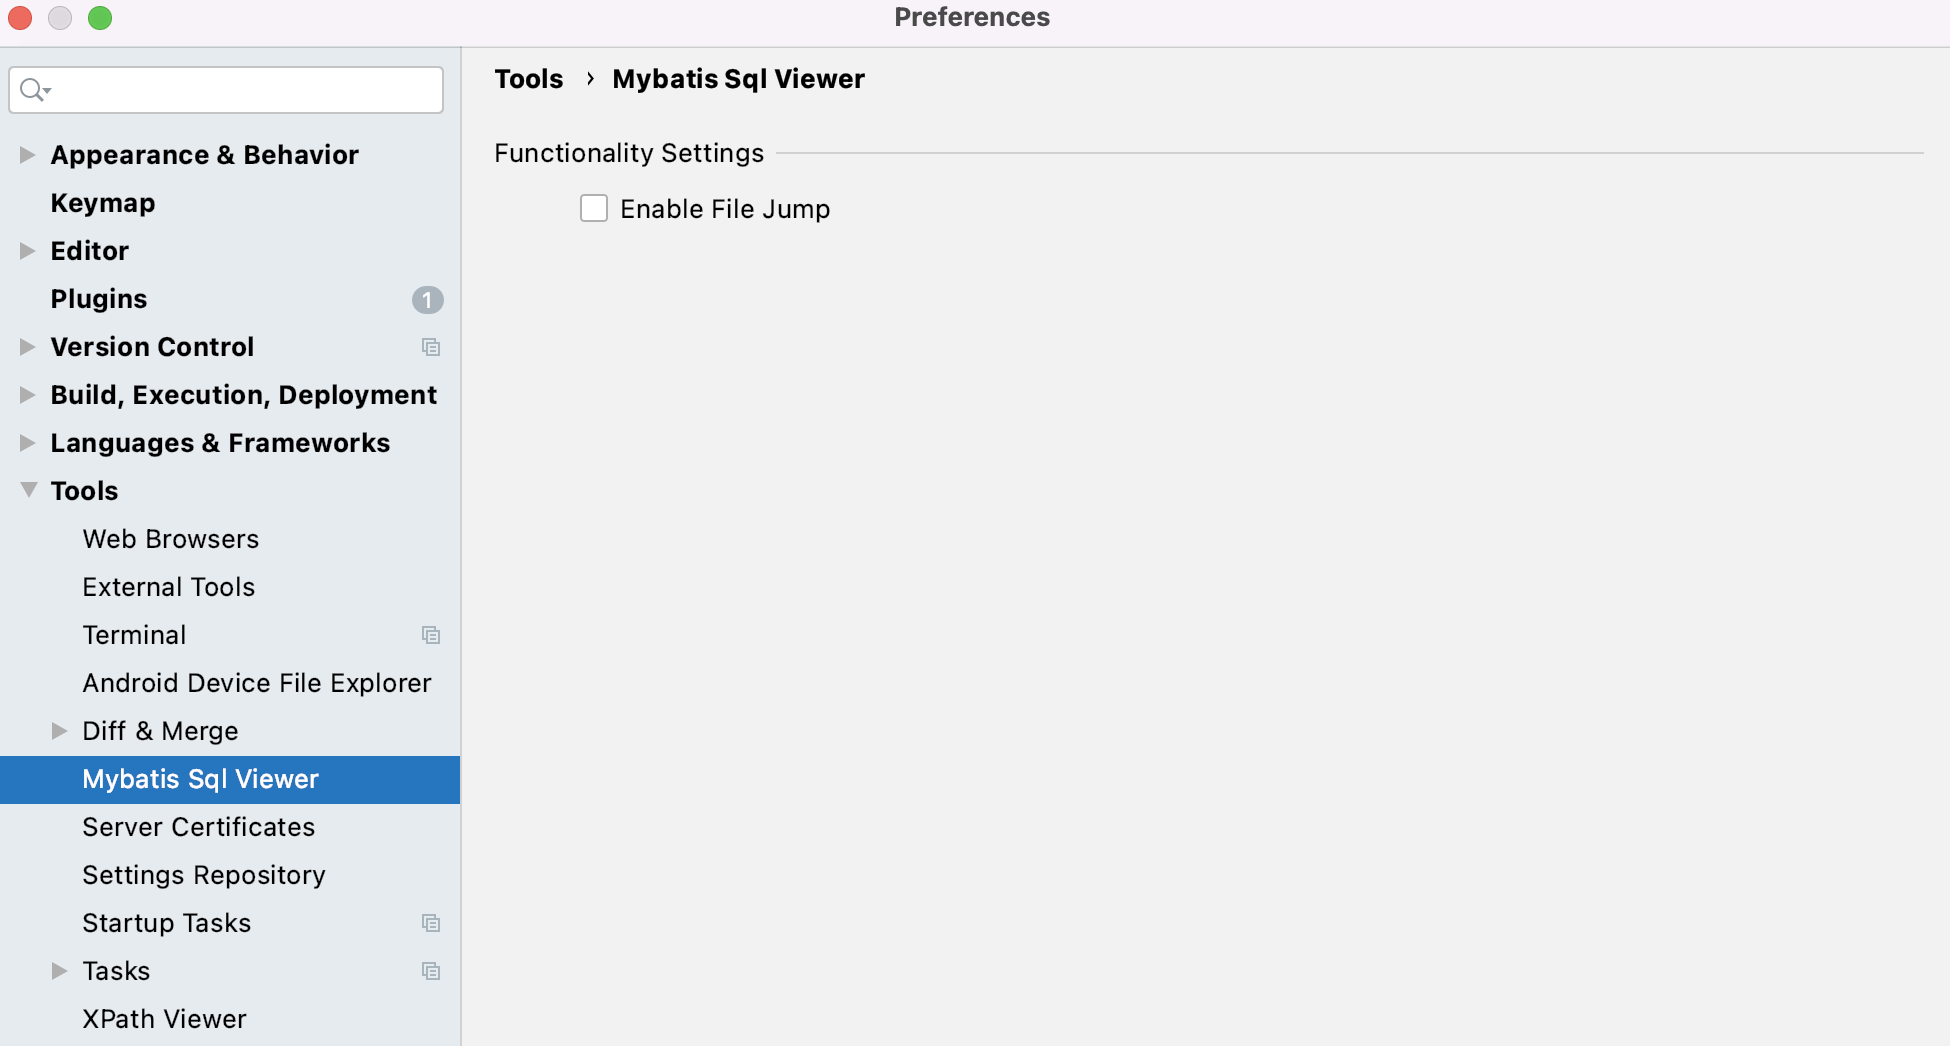 Preferences
Tools › Mybatis Sql Viewer
Functionality Settings
Enable File Jump
Appearance & Behavior
Keymap
Editor
Plugins 1
Version Control
Build, Execution, Deployment
Languages & Frameworks
Tools
Web Browsers
External Tools
Terminal
Android Device File Explorer
Diff & Merge
Mybatis Sql Viewer
Server Certificates
Settings Repository
Startup Tasks
Tasks
XPath Viewer